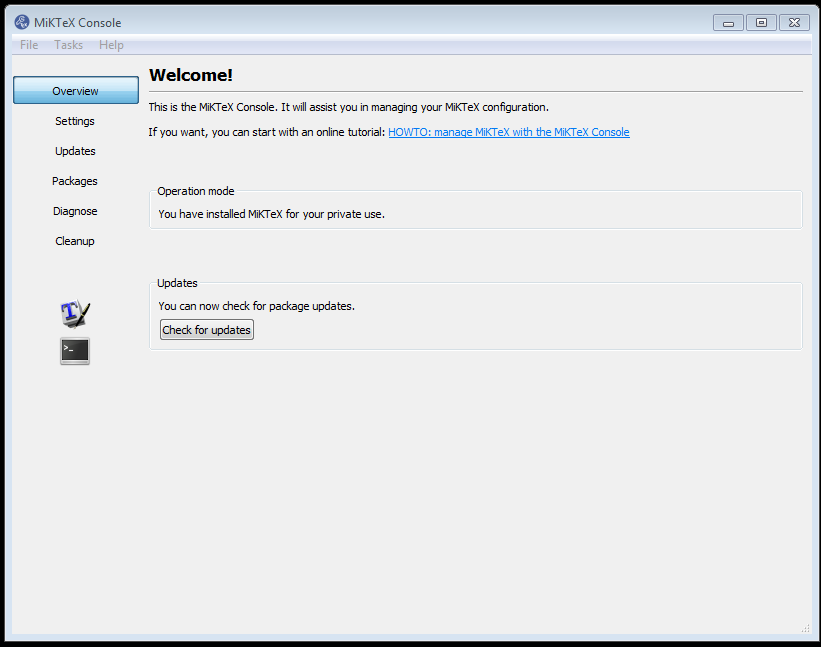 MiKTeX Console
File Tasks Help
Overview
Settings
Updates
Packages
Diagnose
Cleanup
Welcome!
This is the MiKTeX Console. It will assist you in managing your MiKTeX configuration.
If you want, you can start with an online tutorial: HOWTO: manage MiKTeX with the MiKTeX Console
Operation mode
You have installed MiKTeX for your private use.
Updates
You can now check for package updates.
Check for updates